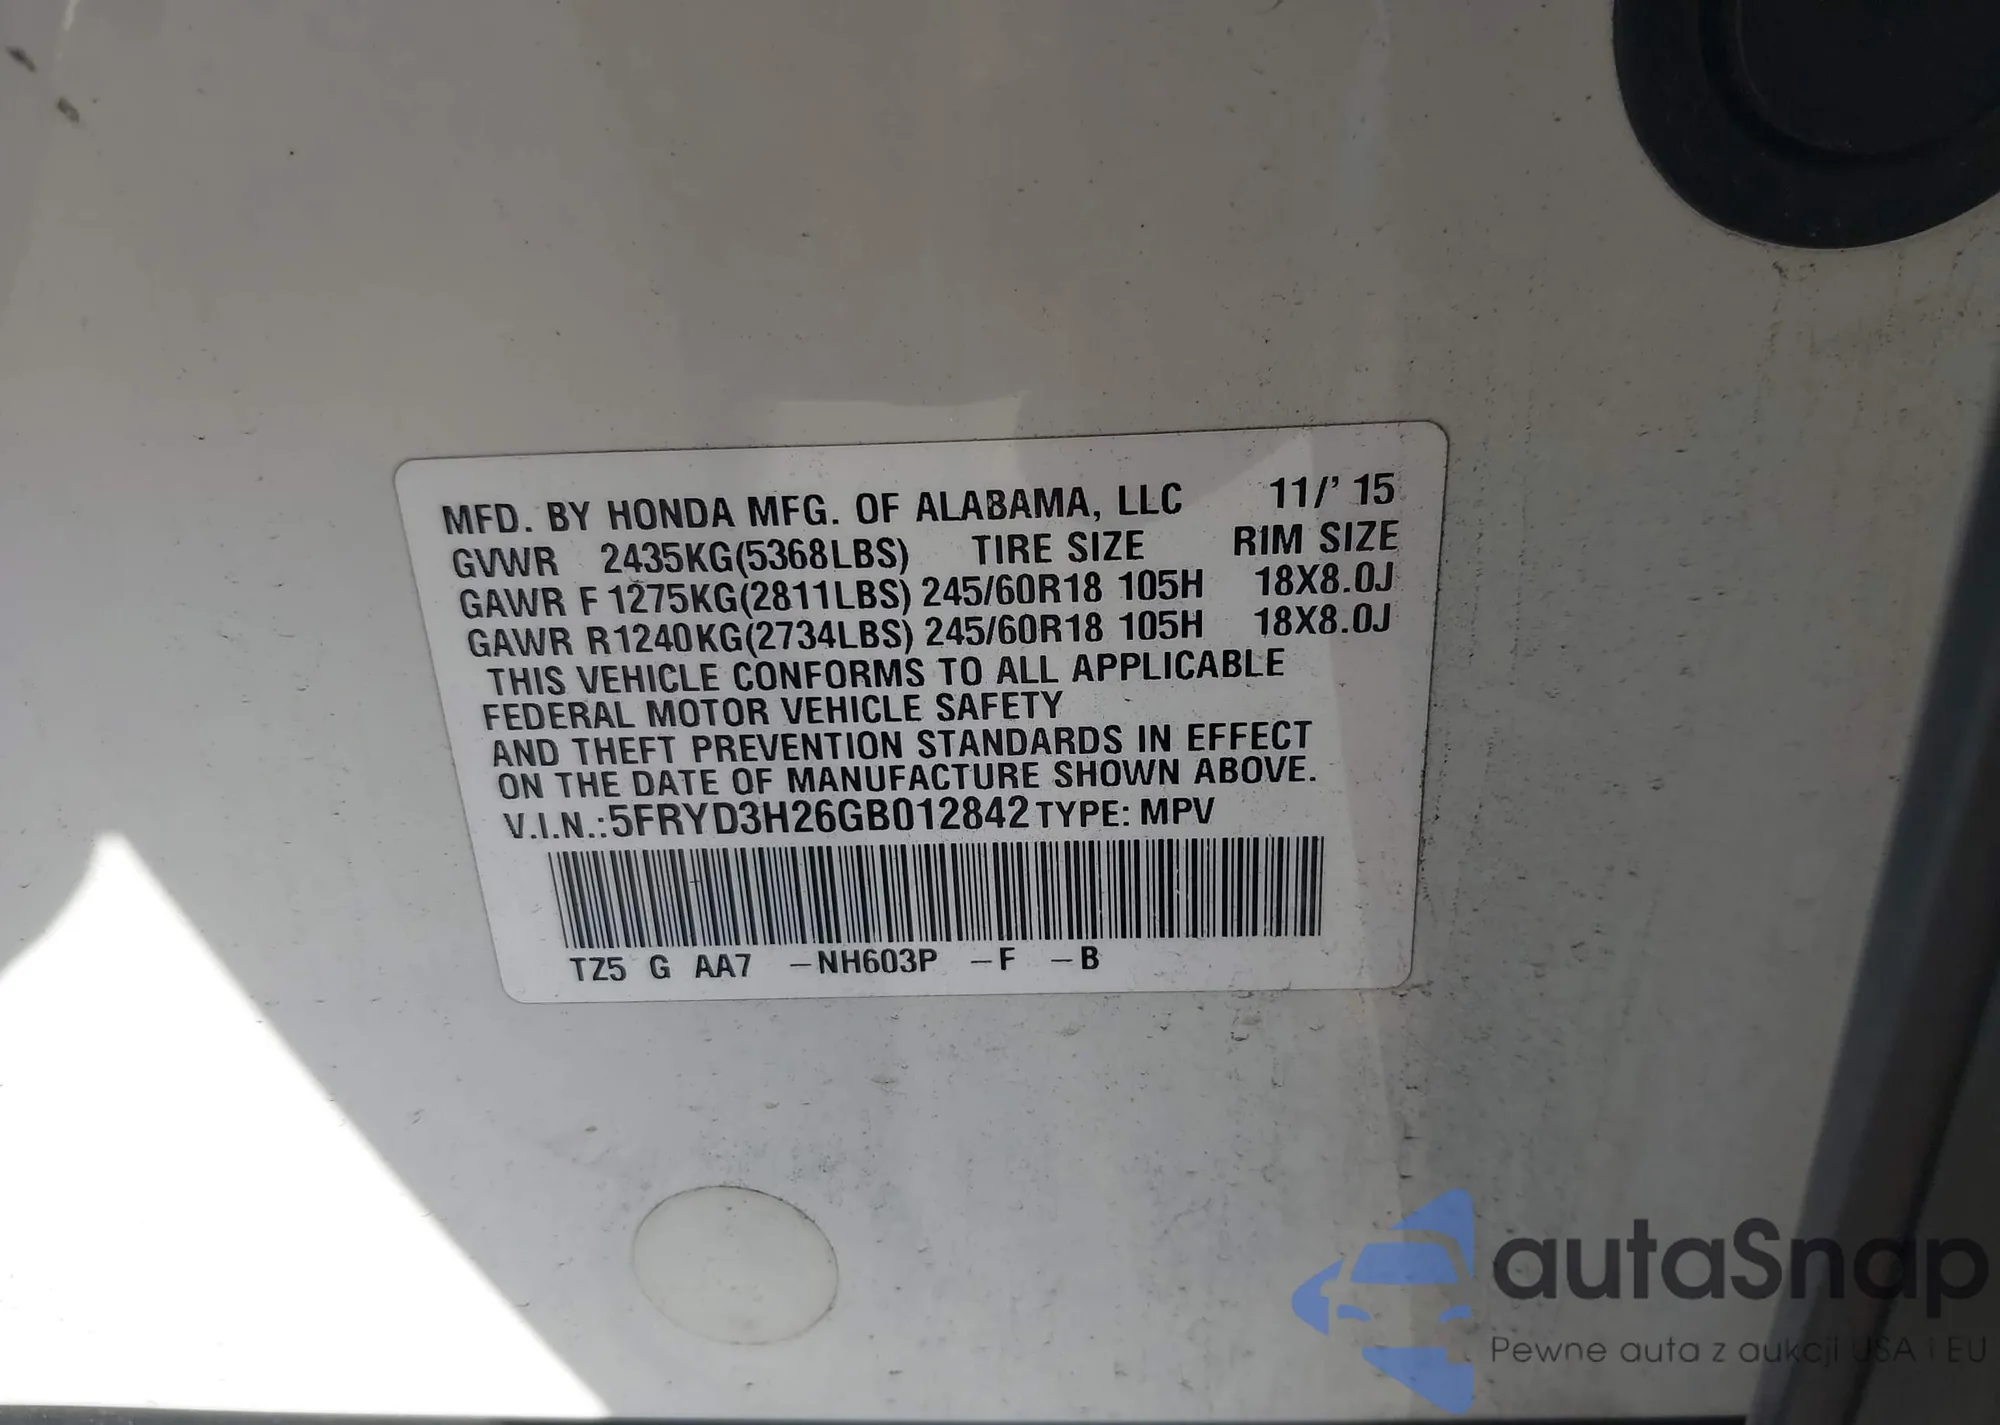 MFD. BY HONDA MFG. OF ALABAMA, LLC 11/' 15
GVWR 2435KG(5368LBS) TIRE SIZE RIM SIZE
GAWR F 1275KG(2811LBS) 245/60R18 105H 18X8.0J
GAWR R1240KG(2734LBS) 245/60R18 105H 18X8.0J
THIS VEHICLE CONFORMS TO ALL APPLICABLE
FEDERAL MOTOR VEHICLE SAFETY
AND THEFT PREVENTION STANDARDS IN EFFECT
ON THE DATE OF MANUFACTURE SHOWN ABOVE.
V.I.N.:5FRYD3H26GB012842 TYPE: MPV
TZ5 G AA7 -NH603P -F -B
autaSnap
Pewne auta z aukcji USA i EU